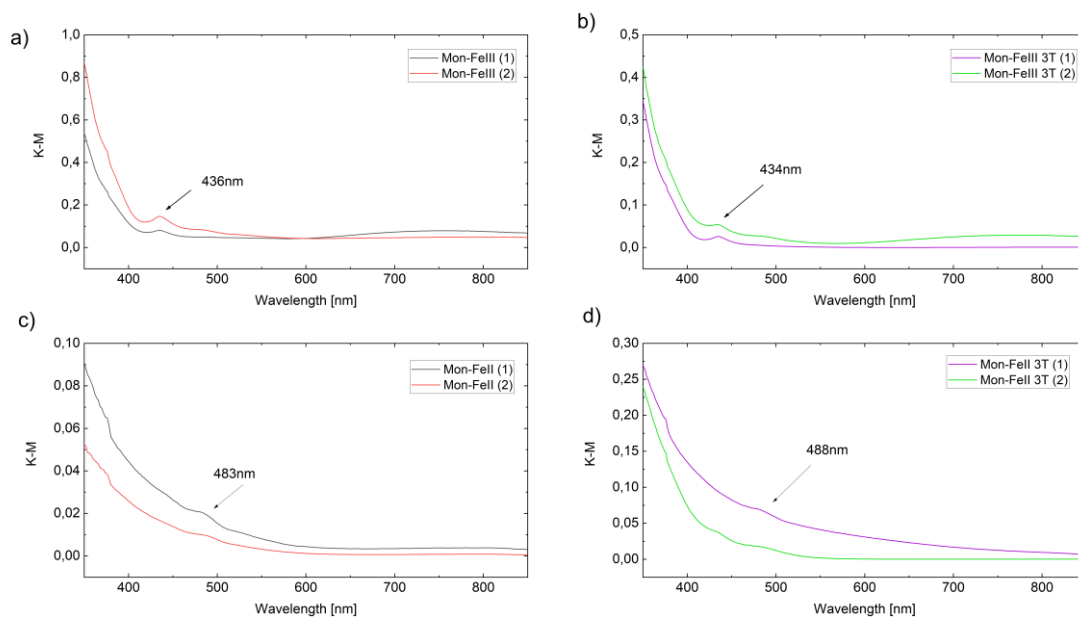 a)
1,0
0,8
0,6
0,4
0,2
0,0
K-M
Mon-FeIII (1)
Mon-FeIII (2)
436nm
400 500 600 700 800
Wavelength [nm]
b)
0,5
0,4
0,3
0,2
0,1
0,0
K-M
Mon-FeIII 3T (1)
Mon-FeIII 3T (2)
434nm
400 500 600 700 800
Wavelength [nm]
c)
0,10
0,08
0,06
0,04
0,02
0,00
K-M
Mon-FeII (1)
Mon-FeII (2)
483nm
400 500 600 700 800
Wavelength [nm]
d)
0,30
0,25
0,20
0,15
0,10
0,05
0,00
K-M
Mon-FeII 3T (1)
Mon-FeII 3T (2)
488nm
400 500 600 700 800
Wavelength [nm]